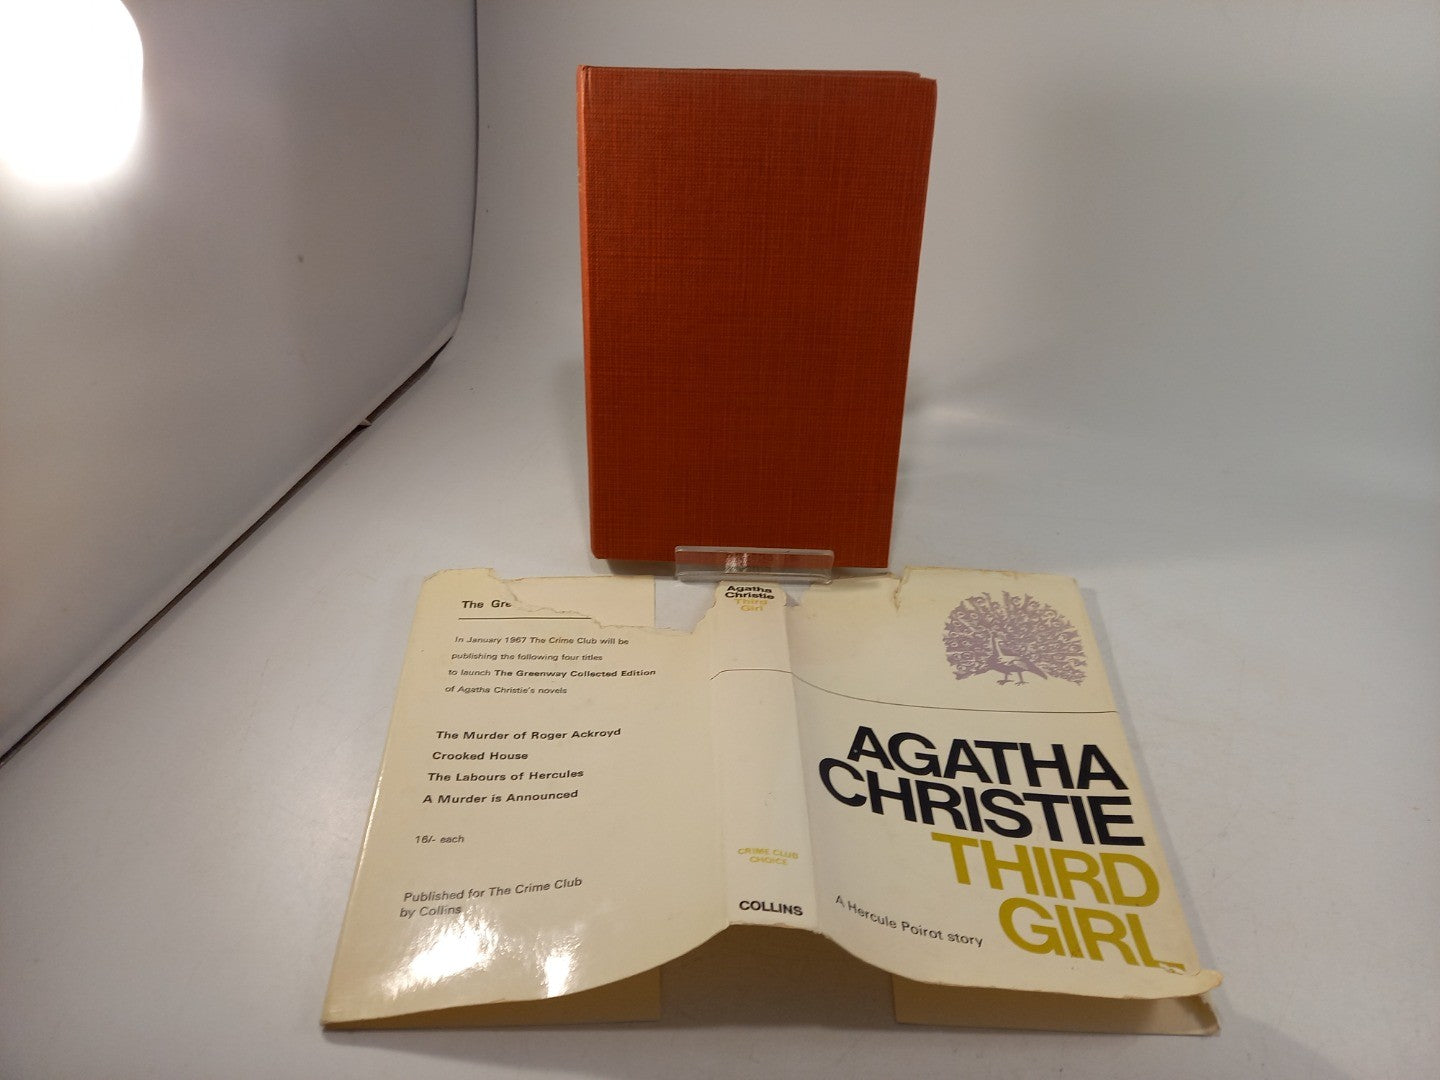 The Gre
In January 1967 The Crime Club will be
publishing the following four titles
to launch The Greenway Collected Edition
of Agatha Christie's novels
The Murder of Roger Ackroyd
Crooked House
The Labours of Hercules
A Murder is Announced
16/- each
Published for The Crime Club
by Collins
Agatha
Christie
Third
Girl
CRIME CLUB
CHOICE
COLLINS
AGATHA
CHRISTIE
THIRD
GIRL
A Hercule Poirot story